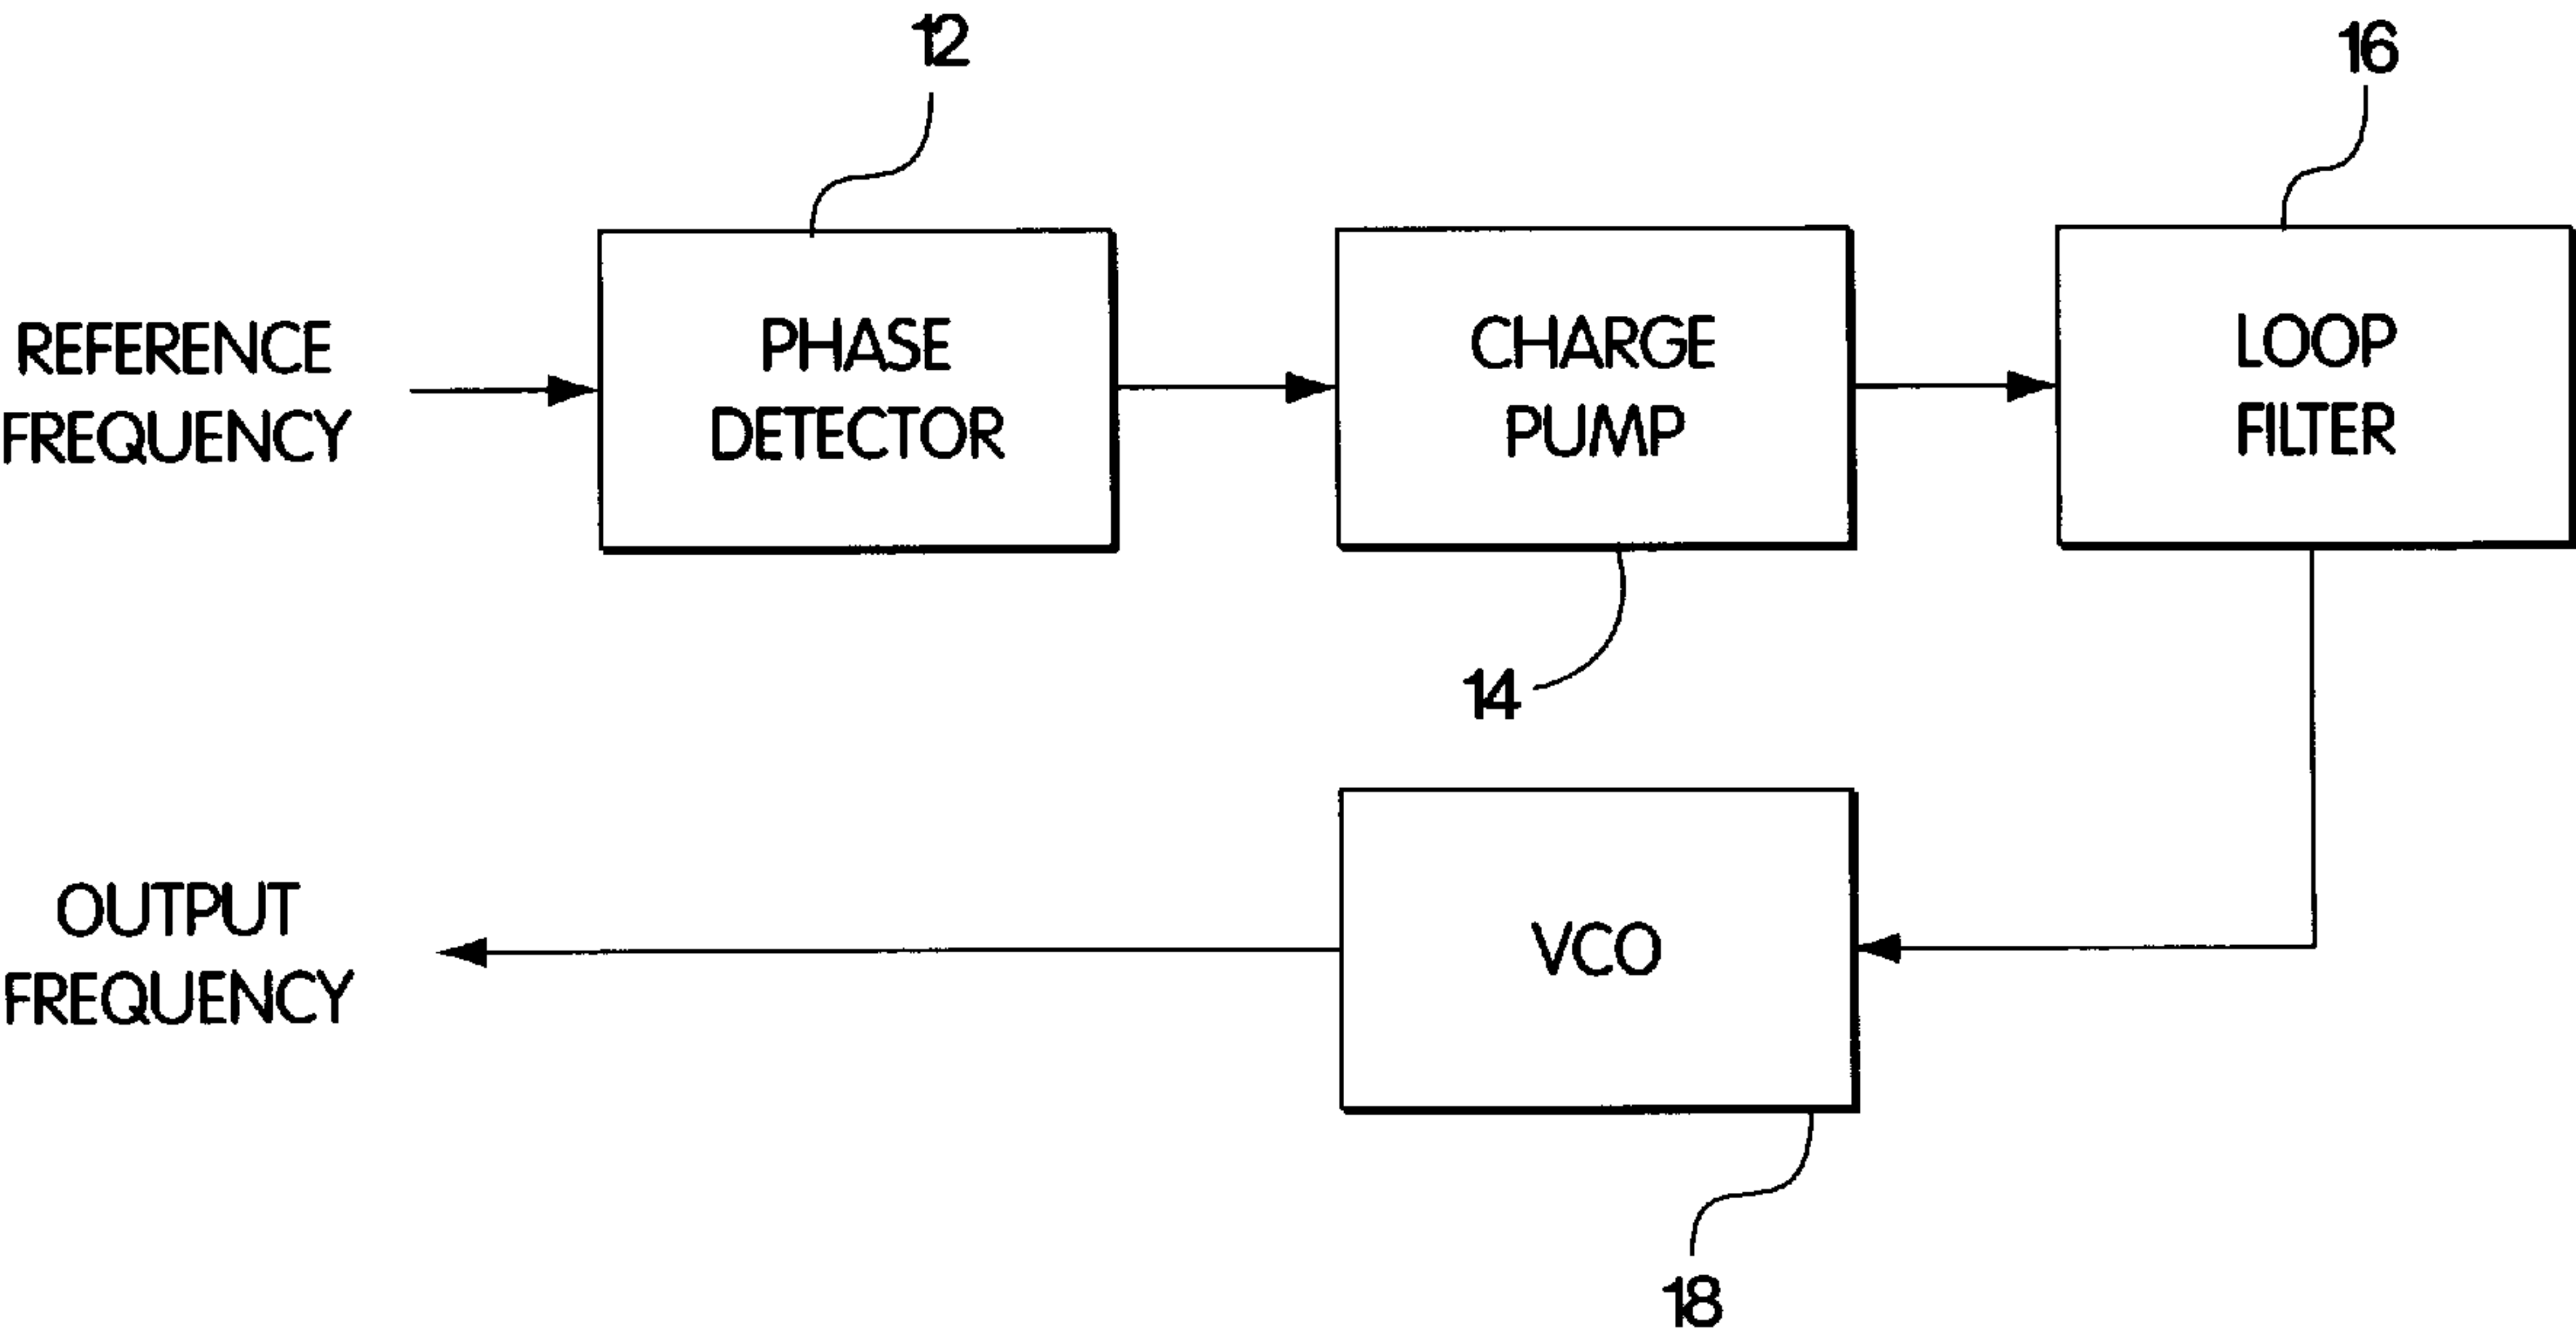 12
16
REFERENCE
FREQUENCY
PHASE
DETECTOR
CHARGE
PUMP
LOOP
FILTER
14
OUTPUT
FREQUENCY
VCO
18